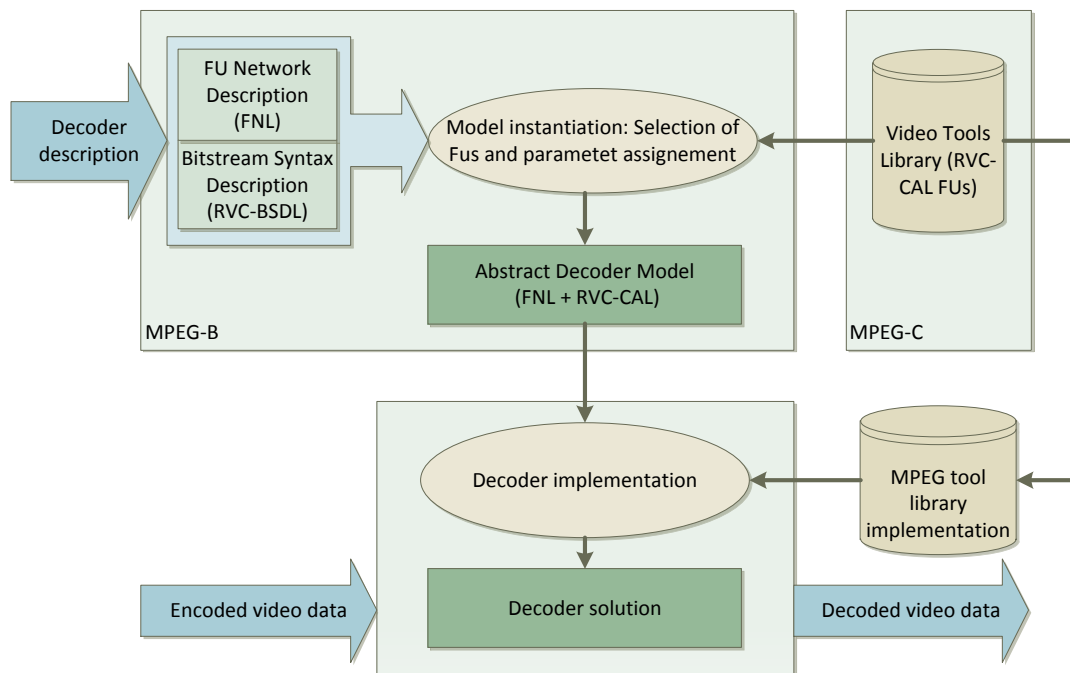 FU Network
Description
(FNL)
Bitstream Syntax
Description
(RVC-BSDL)
Decoder
description
Model instantiation: Selection of
Fus and parametet assignement
Video Tools
Library (RVC-
CAL FUs)
Abstract Decoder Model
(FNL + RVC-CAL)
MPEG-B
MPEG-C
Decoder implementation
MPEG tool
library
implementation
Encoded video data
Decoder solution
Decoded video data